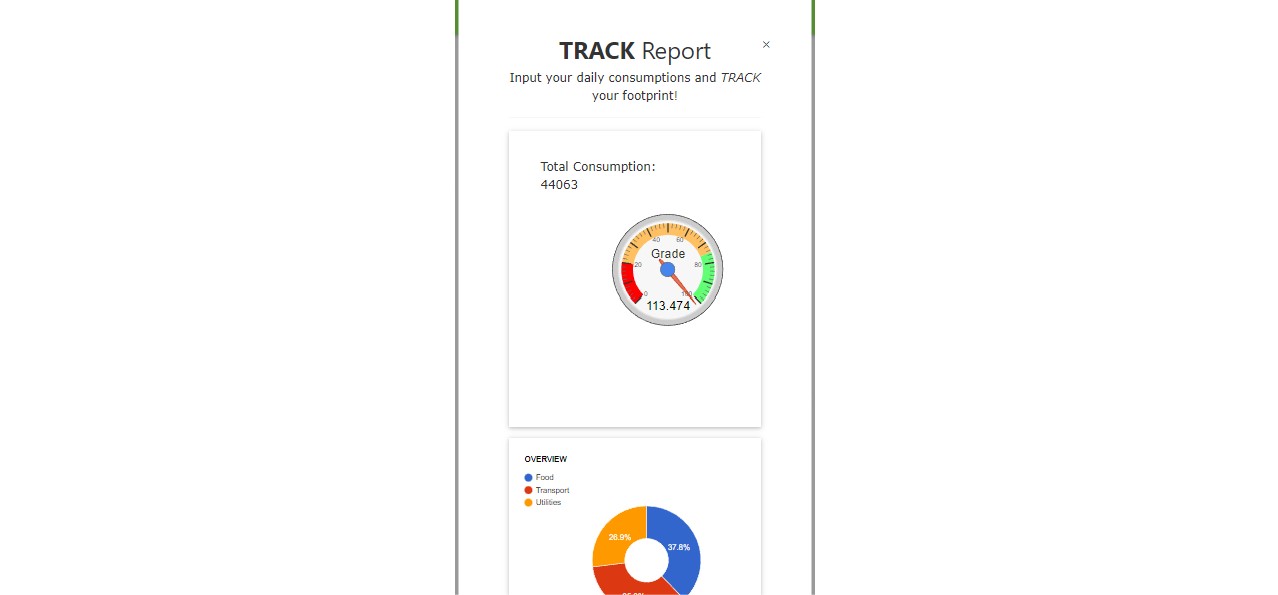 TRACK Report
×
Input your daily consumptions and TRACK
your footprint!
Total Consumption:
44063
40 60
Grade
20 80
0 100
113.474
OVERVIEW
Food
Transport
Utilities
26.9%
37.8%